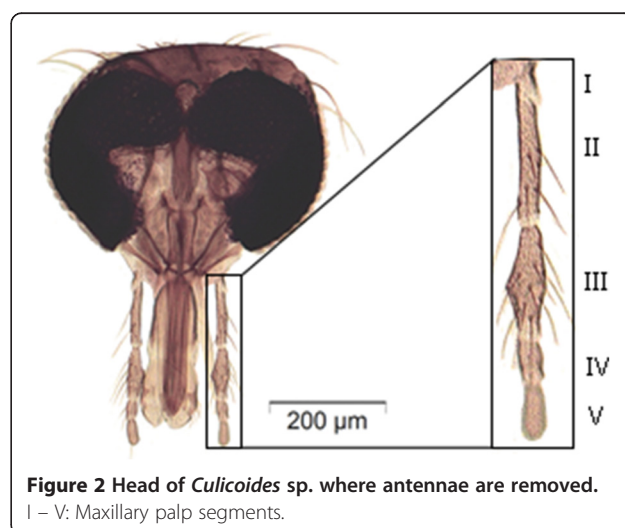 I
II
III
IV
V
200 µm
Figure 2 Head of Culicoides sp. where antennae are removed.
I – V: Maxillary palp segments.